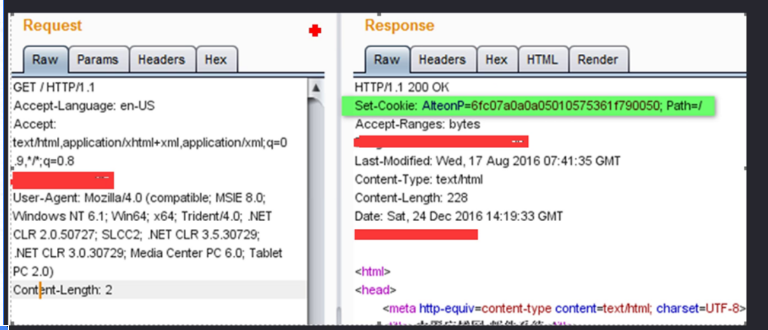 Request
Raw Params Headers Hex
GET / HTTP/1.1
Accept-Language: en-US
Accept:
text/html,application/xhtml+xml,application/xml;q=0
.9,*/*;q=0.8
User-Agent: Mozilla/4.0 (compatible; MSIE 8.0;
Windows NT 6.1; Win64; x64; Trident/4.0; .NET
CLR 2.0.50727; SLCC2; .NET CLR 3.5.30729;
.NET CLR 3.0.30729; Media Center PC 6.0; Tablet
PC 2.0)
Content-Length: 2
Response
Raw Headers Hex HTML Render
HTTP/1.1 200 OK
Set-Cookie: AlteonP=6fc07a0a0a05010575361f790050; Path=/
Accept-Ranges: bytes
Last-Modified: Wed, 17 Aug 2016 07:41:35 GMT
Content-Type: text/html
Content-Length: 228
Date: Sat, 24 Dec 2016 14:19:33 GMT
<html>
<head>
<meta http-equiv=content-type content="text/html; charset=UTF-8>